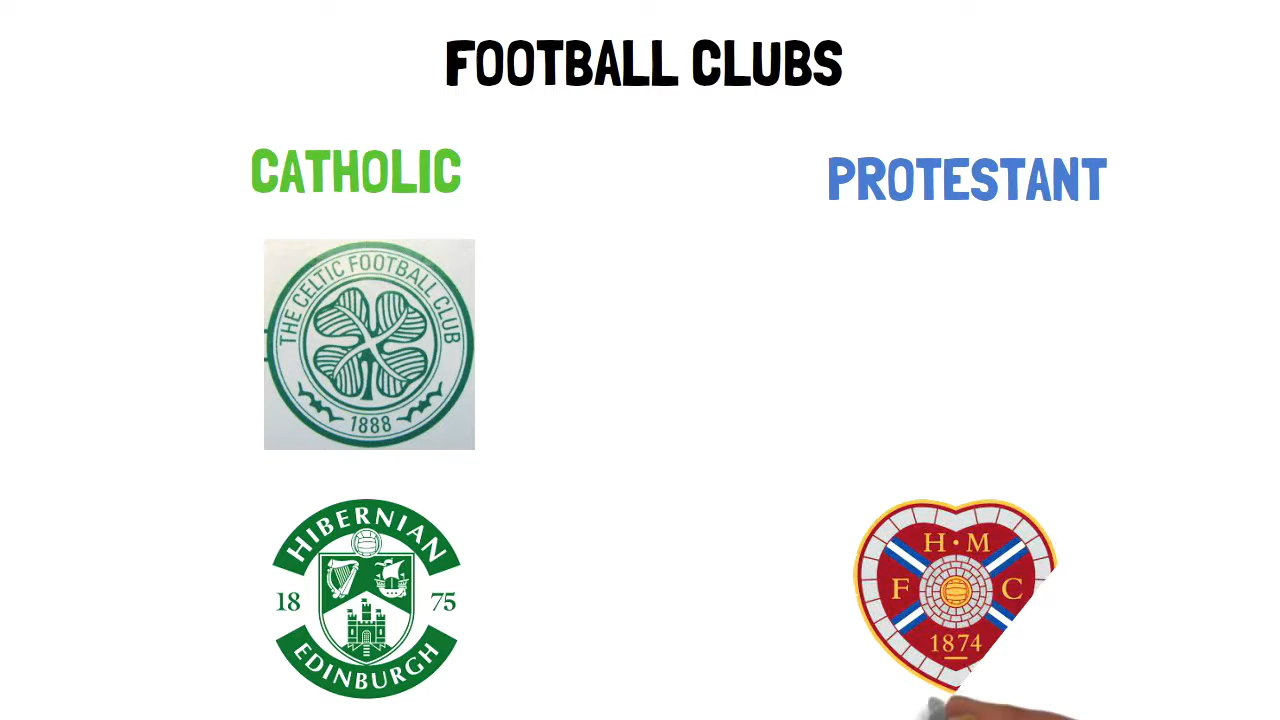 FOOTBALL CLUBS
CATHOLIC
PROTESTANT
THE CELTIC FOOTBALL CLUB
1888
HIBERNIAN
18 75
EDINBURGH
H · M
F C
1874